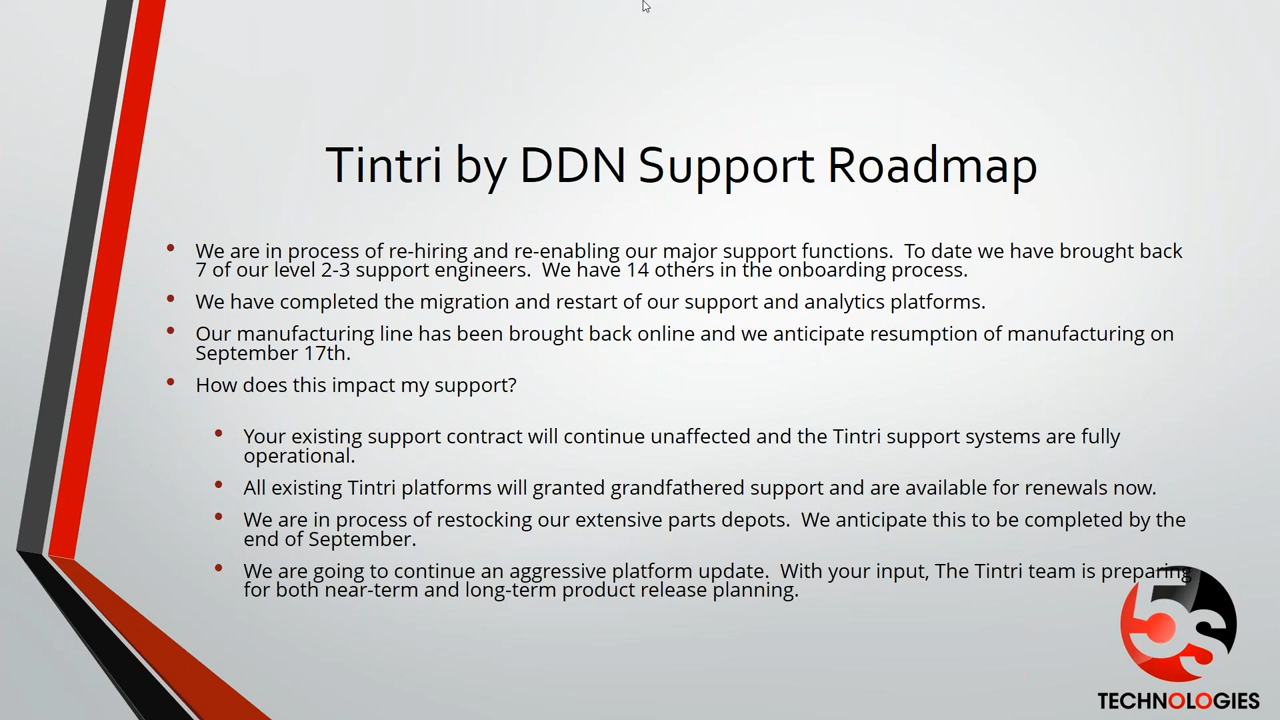 Tintri by DDN Support Roadmap
• We are in process of re-hiring and re-enabling our major support functions.  To date we have brought back
7 of our level 2-3 support engineers.  We have 14 others in the onboarding process.
• We have completed the migration and restart of our support and analytics platforms.
• Our manufacturing line has been brought back online and we anticipate resumption of manufacturing on
September 17th.
• How does this impact my support?
• Your existing support contract will continue unaffected and the Tintri support systems are fully
operational.
• All existing Tintri platforms will granted grandfathered support and are available for renewals now.
• We are in process of restocking our extensive parts depots.  We anticipate this to be completed by the
end of September.
• We are going to continue an aggressive platform update.  With your input, The Tintri team is preparing
for both near-term and long-term product release planning.
5S
TECHNOLOGIES